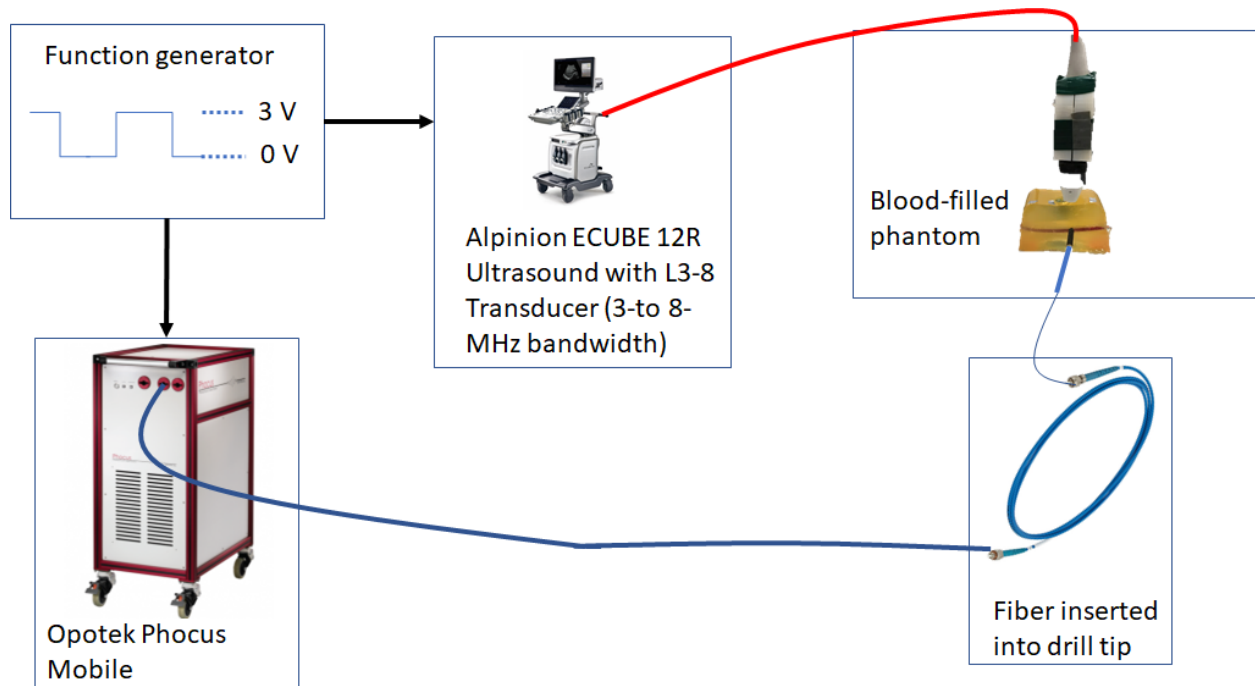 Function generator
3 V
0 V
Alpinion ECUBE 12R
Ultrasound with L3-8
Transducer (3-to 8-
MHz bandwidth)
Blood-filled
phantom
Opotek Phocus
Mobile
Fiber inserted
into drill tip